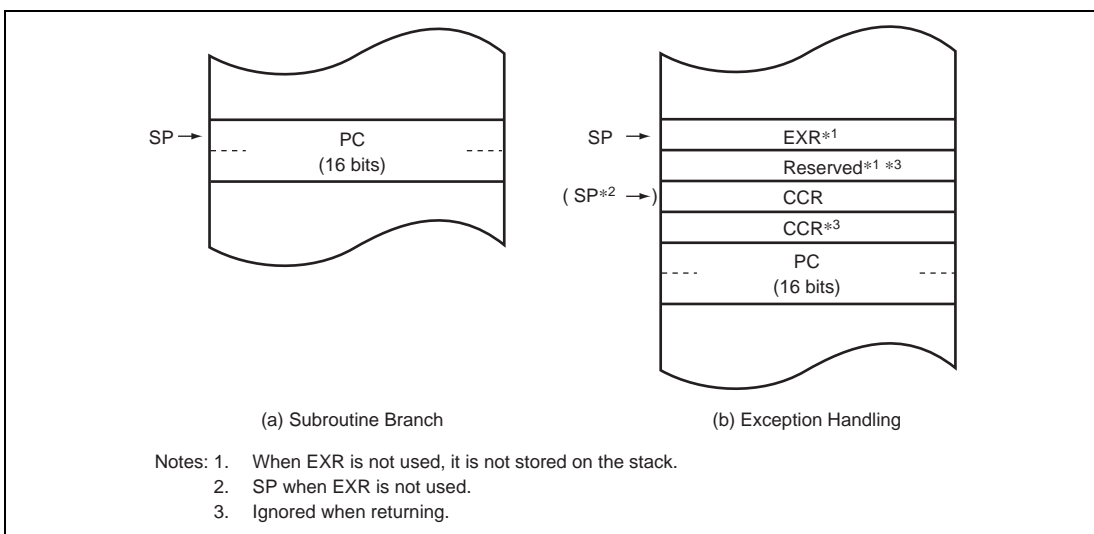 SP
PC
(16 bits)
(a) Subroutine Branch
SP
EXR*1
Reserved*1 *3
( SP*2 )
CCR
CCR*3
PC
(16 bits)
(b) Exception Handling
Notes: 1. When EXR is not used, it is not stored on the stack.
2. SP when EXR is not used.
3. Ignored when returning.